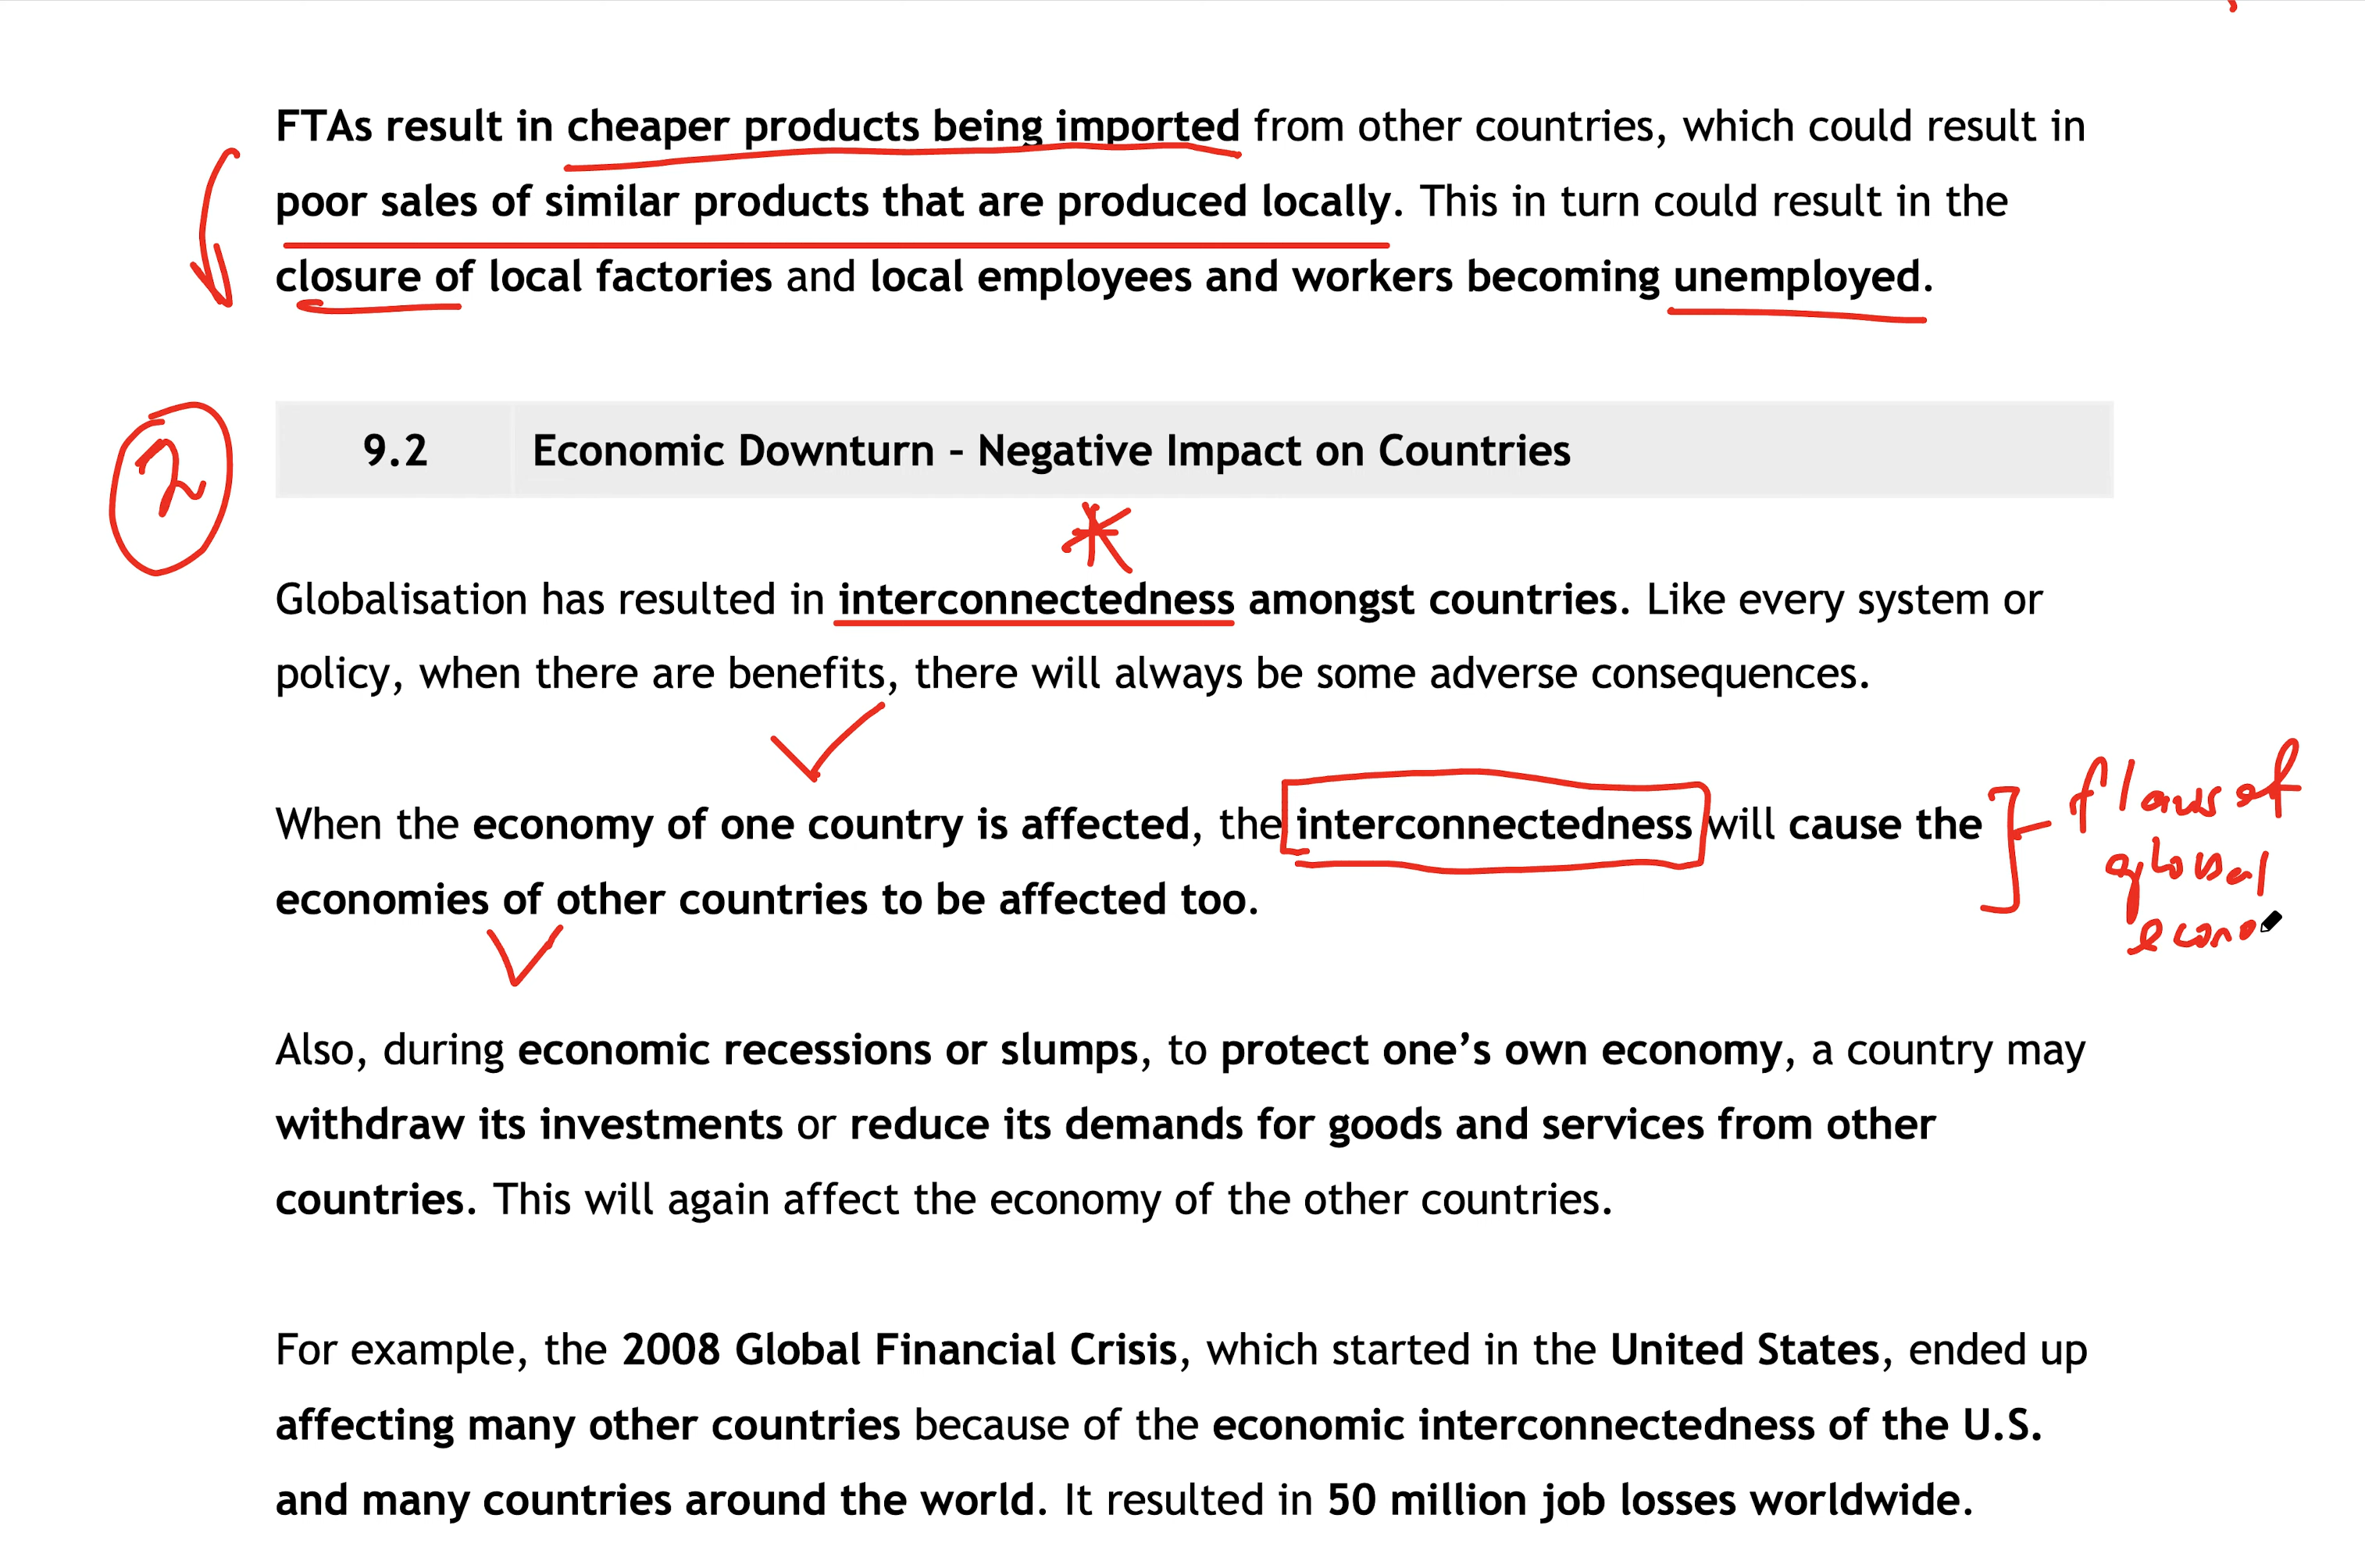 FTAs result in cheaper products being imported from other countries, which could result in
poor sales of similar products that are produced locally. This in turn could result in the
closure of local factories and local employees and workers becoming unemployed.
2
9.2 Economic Downturn - Negative Impact on Countries
Globalisation has resulted in interconnectedness amongst countries. Like every system or
policy, when there are benefits, there will always be some adverse consequences.
When the economy of one country is affected, the interconnectedness will cause the
economies of other countries to be affected too.
flaws of
global
econo
Also, during economic recessions or slumps, to protect one's own economy, a country may
withdraw its investments or reduce its demands for goods and services from other
countries. This will again affect the economy of the other countries.
For example, the 2008 Global Financial Crisis, which started in the United States, ended up
affecting many other countries because of the economic interconnectedness of the U.S.
and many countries around the world. It resulted in 50 million job losses worldwide.